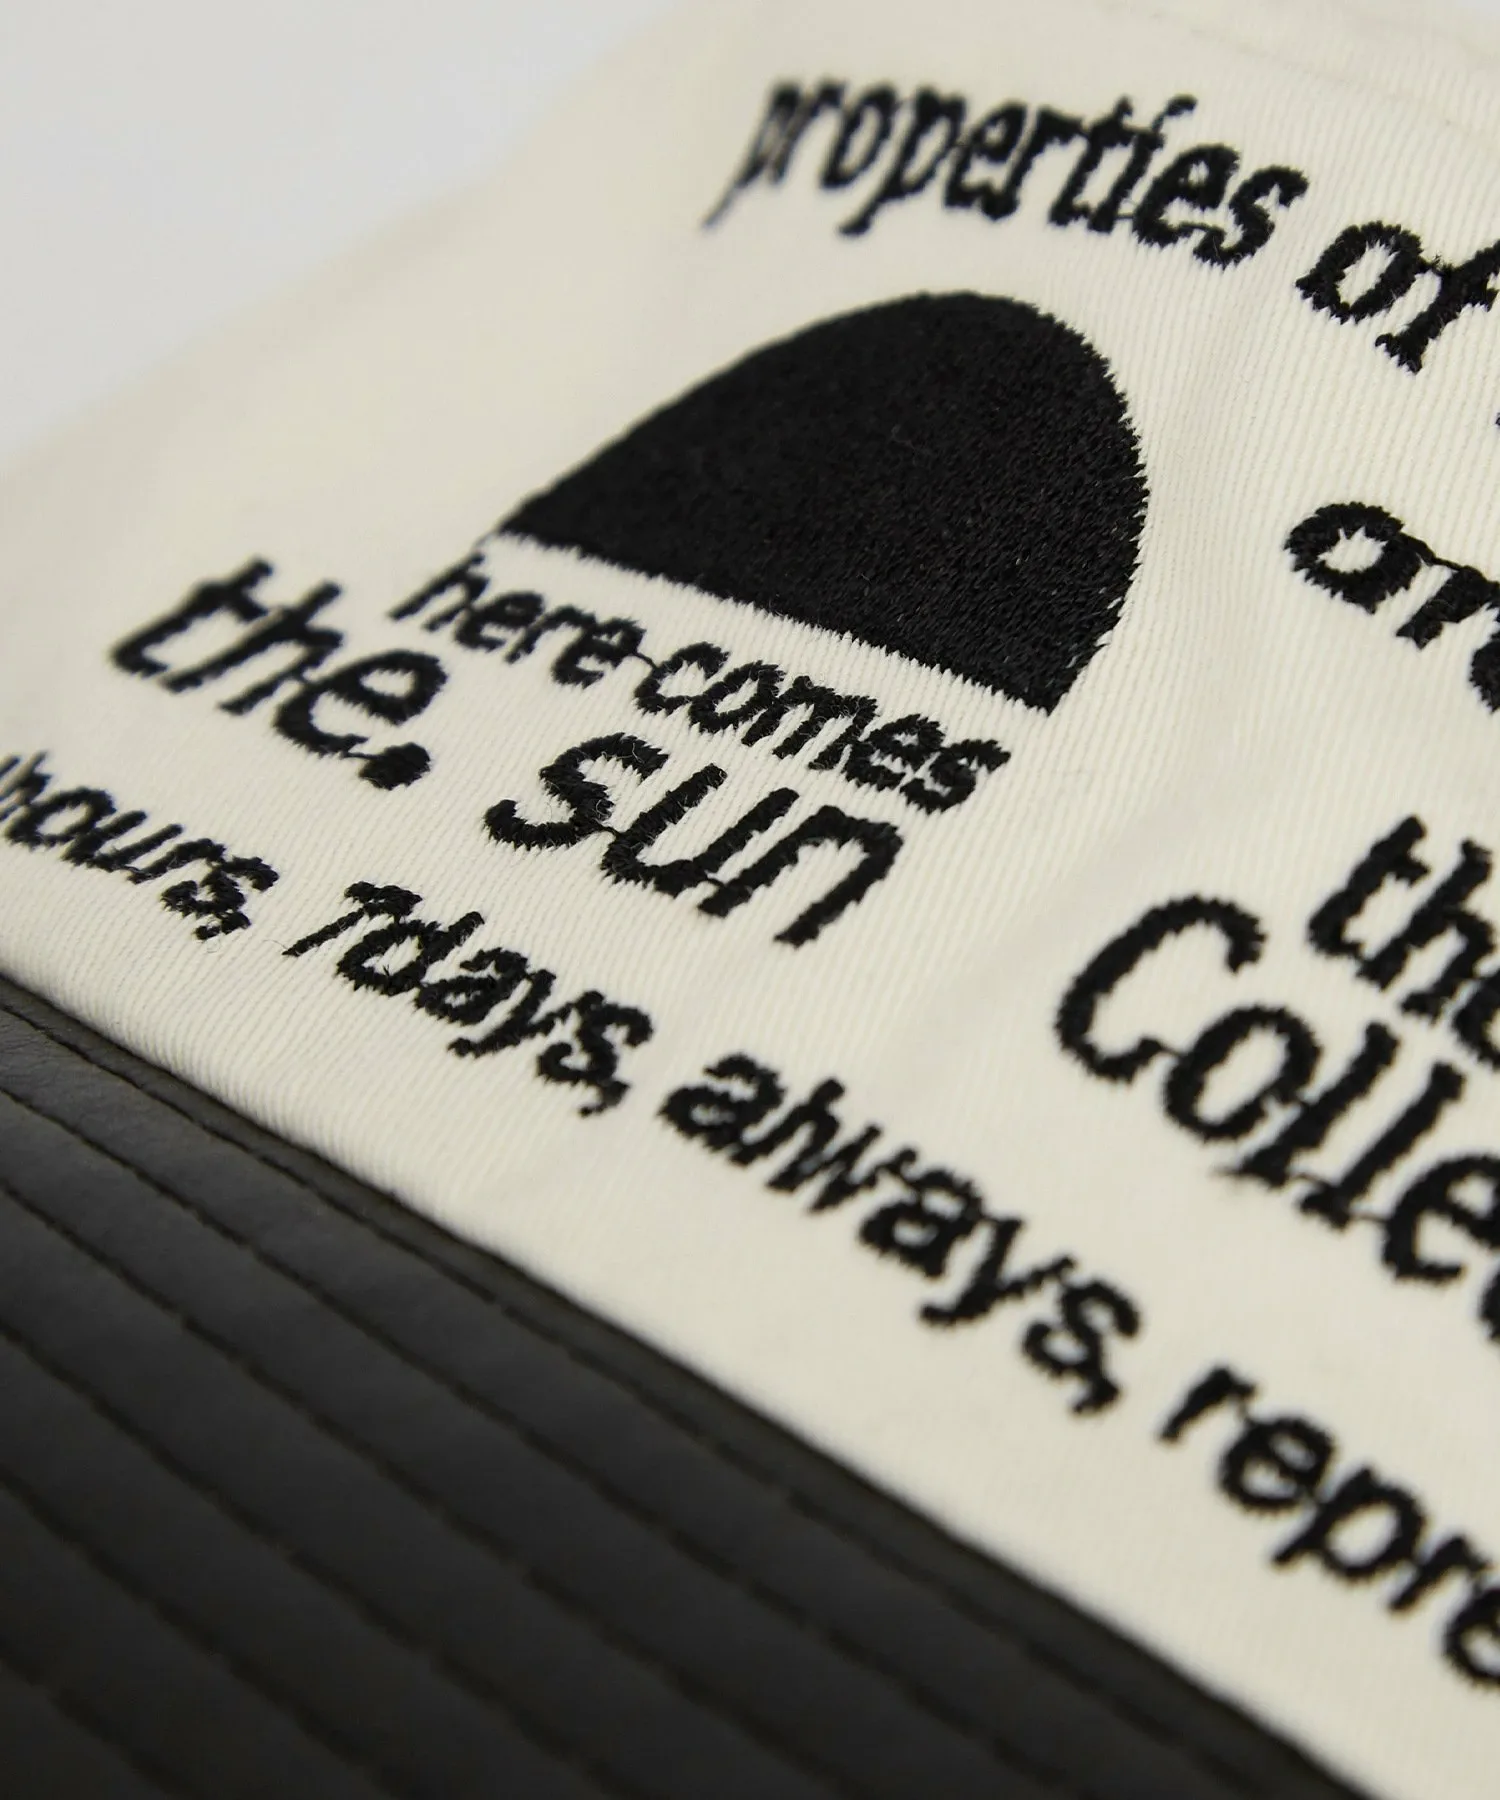 properties of
here comes
the. sun
the
Colle
hours, 7days, always, repre